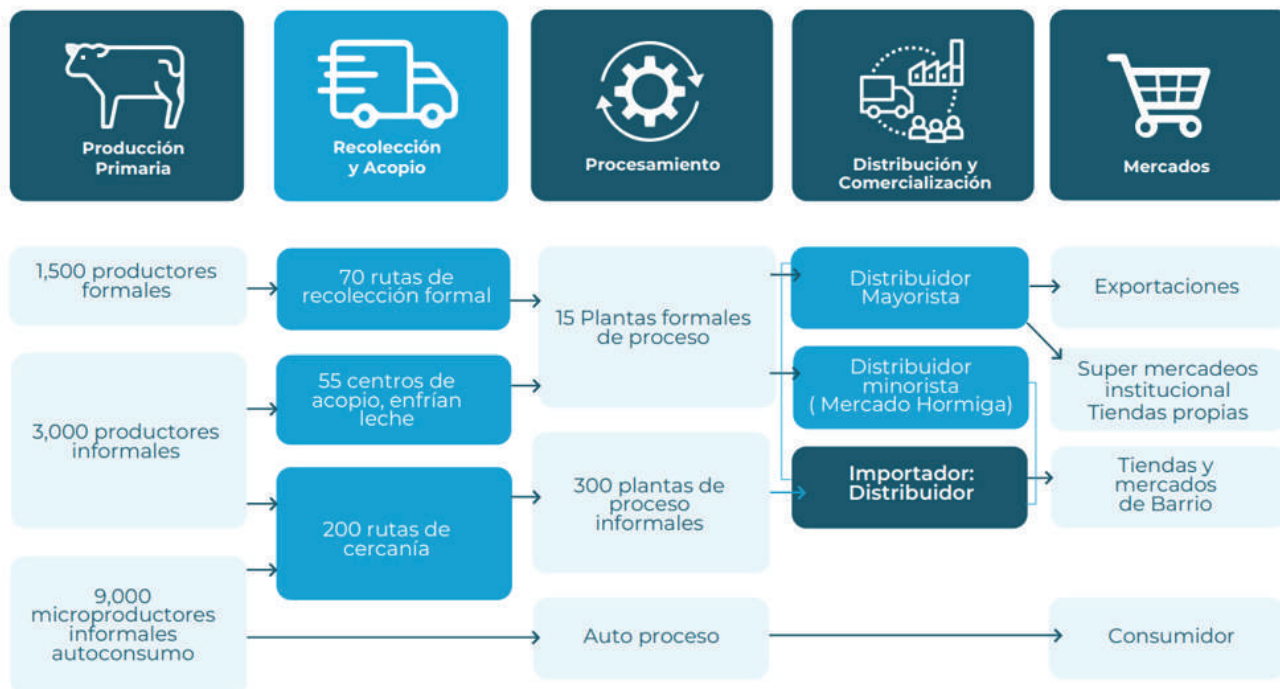 Producción
Primaria
Recolección
y Acopio
Procesamiento
Distribución y
Comercialización
Mercados
1,500 productores
formales
70 rutas de
recolección formal
15 Plantas formales
de proceso
Distribuidor
Mayorista
Exportaciones
3,000 productores
informales
55 centros de
acopio, enfrían
leche
Distribuidor
minorista
( Mercado Hormiga)
Super mercadeos
institucional
Tiendas propias
200 rutas de
cercanía
300 plantas de
proceso
informales
Importador:
Distribuidor
Tiendas y
mercados
de Barrio
9,000
microproductores
informales
autoconsumo
Auto proceso
Consumidor